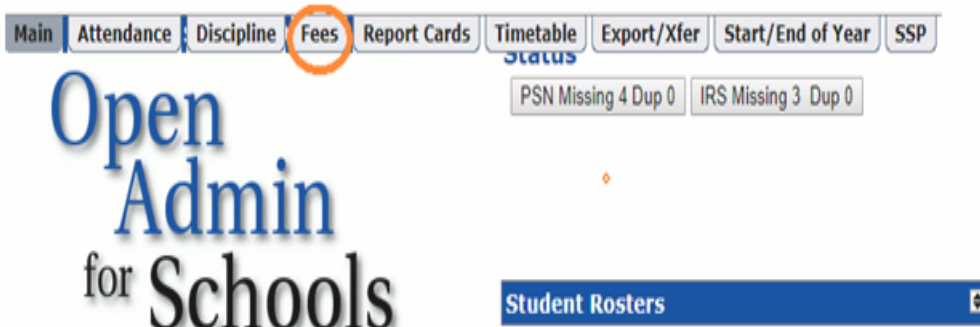 Main Attendance Discipline Fees Report Cards Timetable Export/Xfer Start/End of Year SSP
Status
PSN Missing 4 Dup 0 IRS Missing 3 Dup 0
Open
Admin
for Schools
Student Rosters